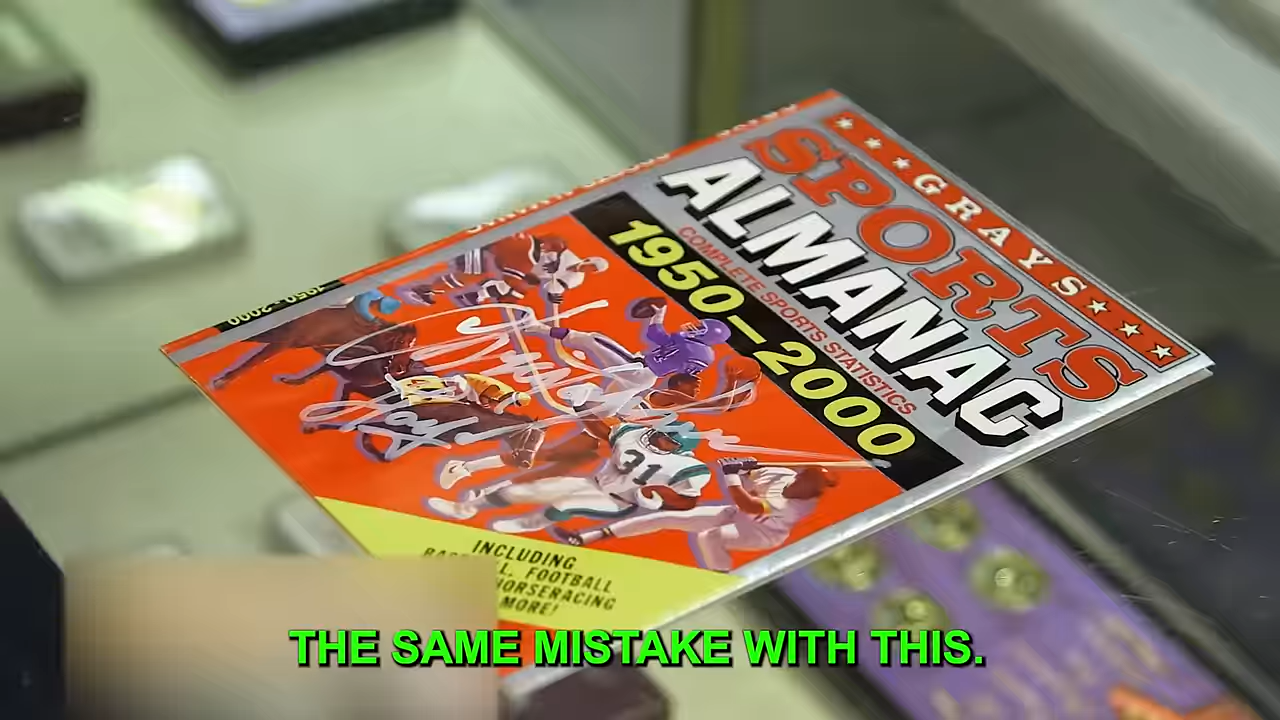 GRAYS
SPORTS
ALMANAC
COMPLETE SPORTS STATISTICS
1950-2000
1950-2000
31
INCLUDING
FOOTBALL
HORSERACING
MORE!
THE SAME MISTAKE WITH THIS.